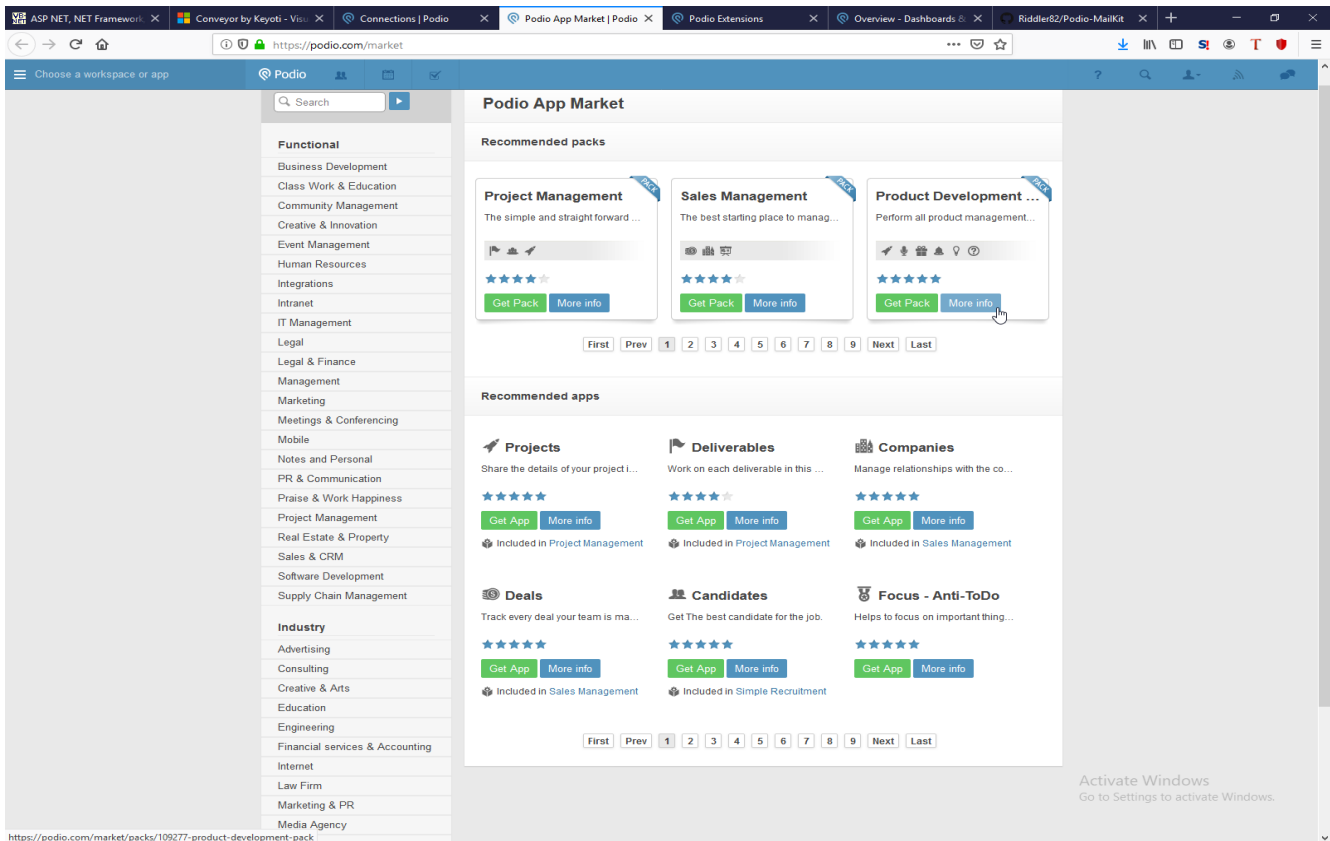 ASP NET, NET Framework
Conveyor by Keyoti - Visu
Connections | Podio
Podio App Market | Podio
Podio Extensions
Overview - Dashboards &
Riddler82/Podio-MailKit
https://podio.com/market
Choose a workspace or app
Podio
Search
Functional
Business Development
Class Work & Education
Community Management
Creative & Innovation
Event Management
Human Resources
Integrations
Intranet
IT Management
Legal
Legal & Finance
Management
Marketing
Meetings & Conferencing
Mobile
Notes and Personal
PR & Communication
Praise & Work Happiness
Project Management
Real Estate & Property
Sales & CRM
Software Development
Supply Chain Management
Industry
Advertising
Consulting
Creative & Arts
Education
Engineering
Financial services & Accounting
Internet
Law Firm
Marketing & PR
Media Agency
Podio App Market
Recommended packs
PACK
Project Management
The simple and straight forward ...
Get Pack More info
PACK
Sales Management
The best starting place to manag...
Get Pack More info
PACK
Product Development ...
Perform all product management...
Get Pack More info
First Prev 1 2 3 4 5 6 7 8 9 Next Last
Recommended apps
Projects
Share the details of your project i...
Get App More info
Included in Project Management
Deliverables
Work on each deliverable in this ...
Get App More info
Included in Project Management
Companies
Manage relationships with the co...
Get App More info
Included in Sales Management
Deals
Track every deal your team is ma...
Get App More info
Included in Sales Management
Candidates
Get The best candidate for the job.
Get App More info
Included in Simple Recruitment
Focus - Anti-ToDo
Helps to focus on important thing...
Get App More info
First Prev 1 2 3 4 5 6 7 8 9 Next Last
Activate Windows
Go to Settings to activate Windows.
https://podio.com/market/packs/109277-product-development-pack